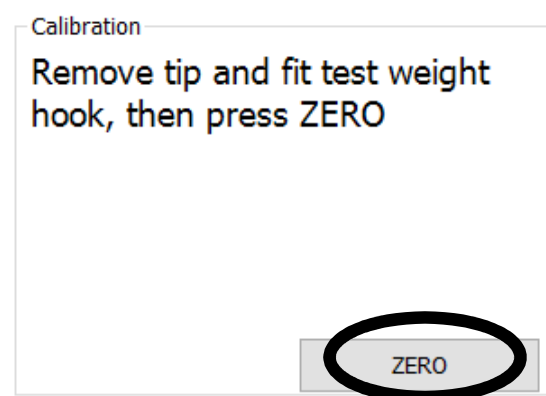 Calibration
Remove tip and fit test weight
hook, then press ZERO
ZERO